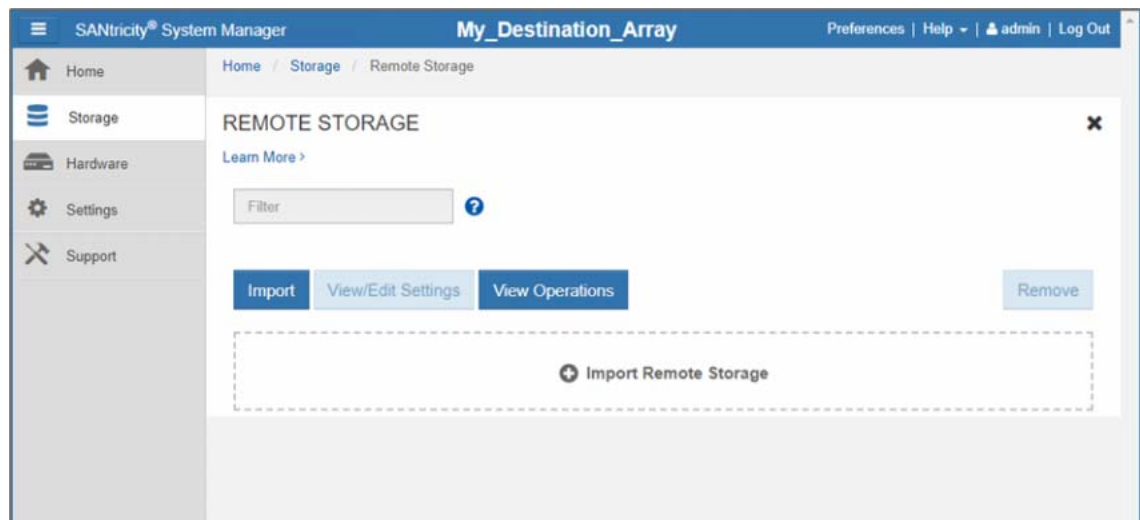 SANtricity® System Manager
My_Destination_Array
Preferences | Help | admin | Log Out
Home
Storage
Hardware
Settings
Support
Home / Storage / Remote Storage
REMOTE STORAGE
Learn More >
Filter
Import
View/Edit Settings
View Operations
Remove
Import Remote Storage